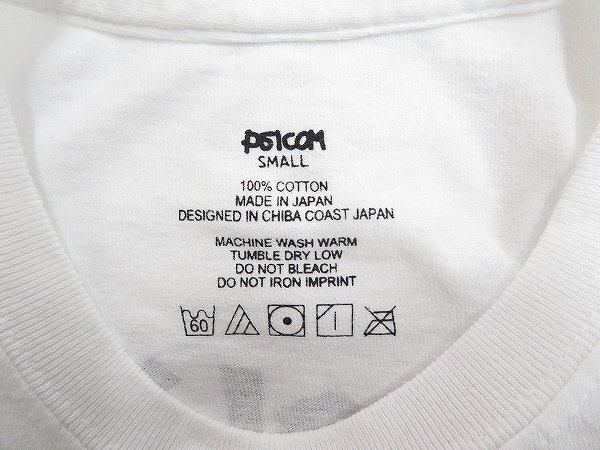 PSICOM
SMALL
100% COTTON
MADE IN JAPAN
DESIGNED IN CHIBA COAST JAPAN
MACHINE WASH WARM
TUMBLE DRY LOW
DO NOT BLEACH
DO NOT IRON IMPRINT
60